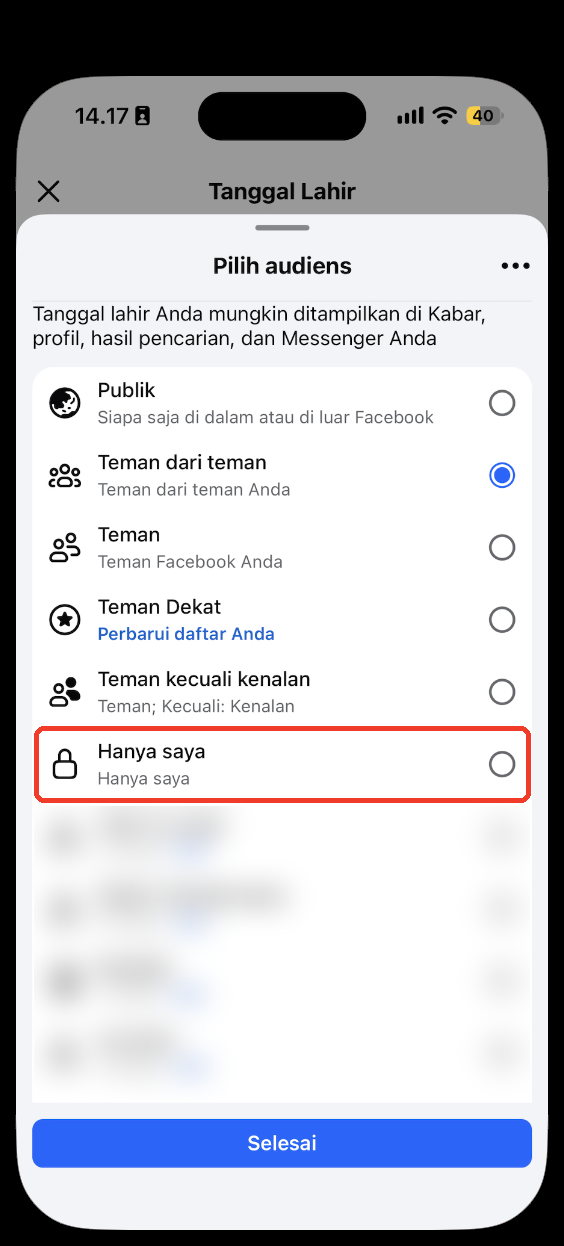 14.17
40
Tanggal Lahir
Pilih audiens
Tanggal lahir Anda mungkin ditampilkan di Kabar,
profil, hasil pencarian, dan Messenger Anda
Publik
Siapa saja di dalam atau di luar Facebook
Teman dari teman
Teman dari teman Anda
Teman
Teman Facebook Anda
Teman Dekat
Perbarui daftar Anda
Teman kecuali kenalan
Teman; Kecuali: Kenalan
Hanya saya
Hanya saya
Selesai